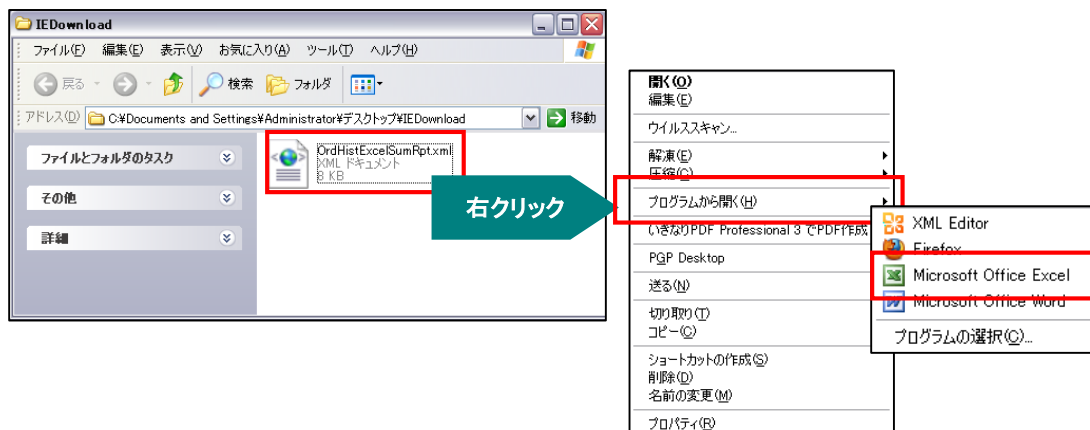 IEDownload
ファイル(F) 編集(E) 表示(V) お気に入り(A) ツール(T) ヘルプ(H)
戻る 検索 フォルダ
アドレス(D) C:¥Documents and Settings¥Administrator¥デスクトップ¥IEDownload 移動
ファイルとフォルダのタスク
その他
詳細
OrdHistExcelSumRpt.xml
XML ドキュメント
8 KB
右クリック
開く(O)
編集(E)
ウイルススキャン...
解凍(E)
圧縮(C)
プログラムから開く(H)
いきなりPDF Professional 3 でPDF作成
PGP Desktop
送る(N)
切り取り(T)
コピー(C)
ショートカットの作成(S)
削除(D)
名前の変更(M)
プロパティ(R)
XML Editor
Firefox
Microsoft Office Excel
Microsoft Office Word
プログラムの選択(C)...